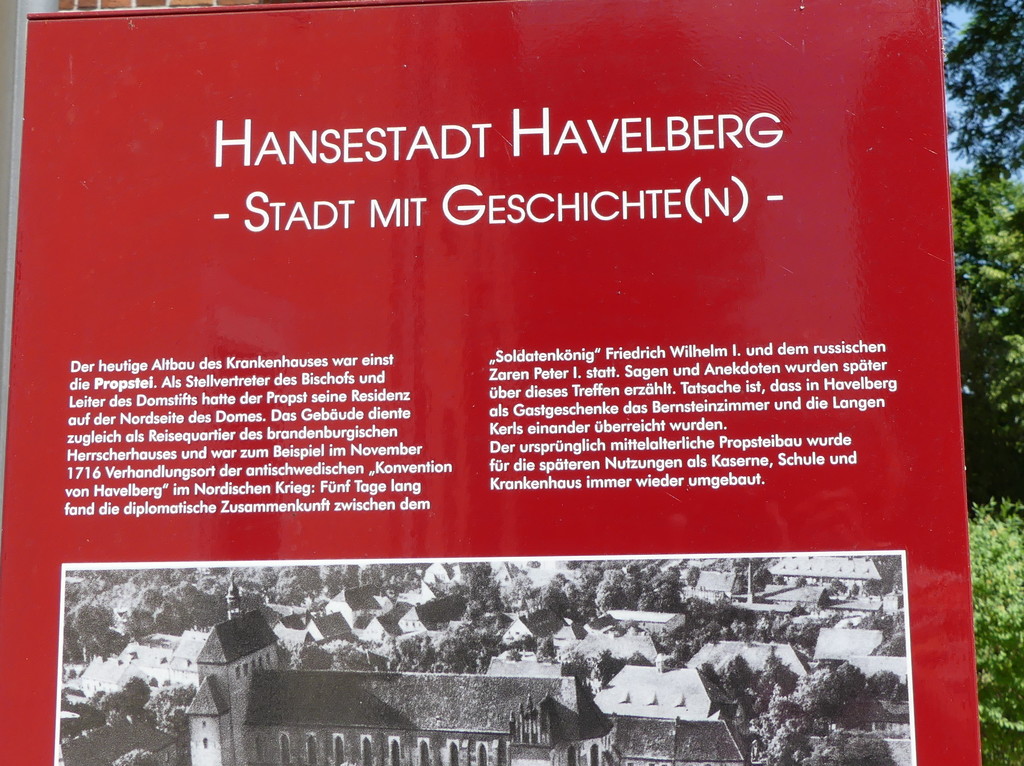 HANSESTADT HAVELBERG
- STADT MIT GESCHICHTE(N) -
Der heutige Altbau des Krankenhauses war einst
die Propstei. Als Stellvertreter des Bischofs und
Leiter des Domstifts hatte der Propst seine Residenz
auf der Nordseite des Domes. Das Gebäude diente
zugleich als Reisequartier des brandenburgischen
Herrscherhauses und war zum Beispiel im November
1716 Verhandlungsort der antischwedischen „Konvention
von Havelberg" im Nordischen Krieg: Fünf Tage lang
fand die diplomatische Zusammenkunft zwischen dem
„Soldatenkönig" Friedrich Wilhelm I. und dem russischen
Zaren Peter I. statt. Sagen und Anekdoten wurden später
über dieses Treffen erzählt. Tatsache ist, dass in Havelberg
als Gastgeschenke das Bernsteinzimmer und die Langen
Kerls einander überreicht wurden.
Der ursprünglich mittelalterliche Propsteibau wurde
für die späteren Nutzungen als Kaserne, Schule und
Krankenhaus immer wieder umgebaut.